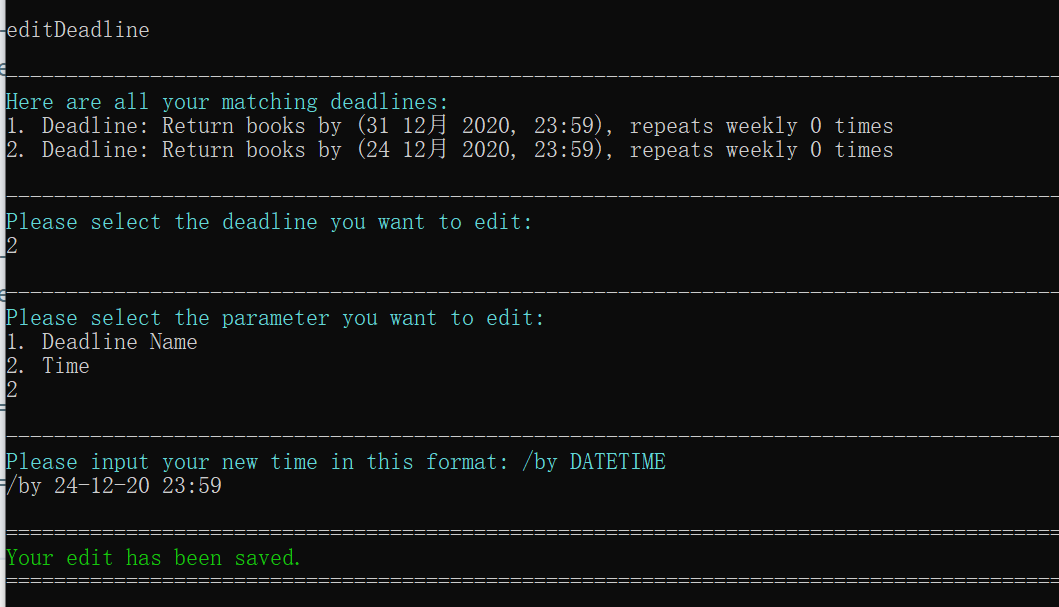 editDeadline
Here are all your matching deadlines:
1. Deadline: Return books by (31 12月 2020, 23:59), repeats weekly 0 times
2. Deadline: Return books by (24 12月 2020, 23:59), repeats weekly 0 times
Please select the deadline you want to edit:
2
Please select the parameter you want to edit:
1. Deadline Name
2. Time
2
Please input your new time in this format: /by DATETIME
/by 24-12-20 23:59
Your edit has been saved.